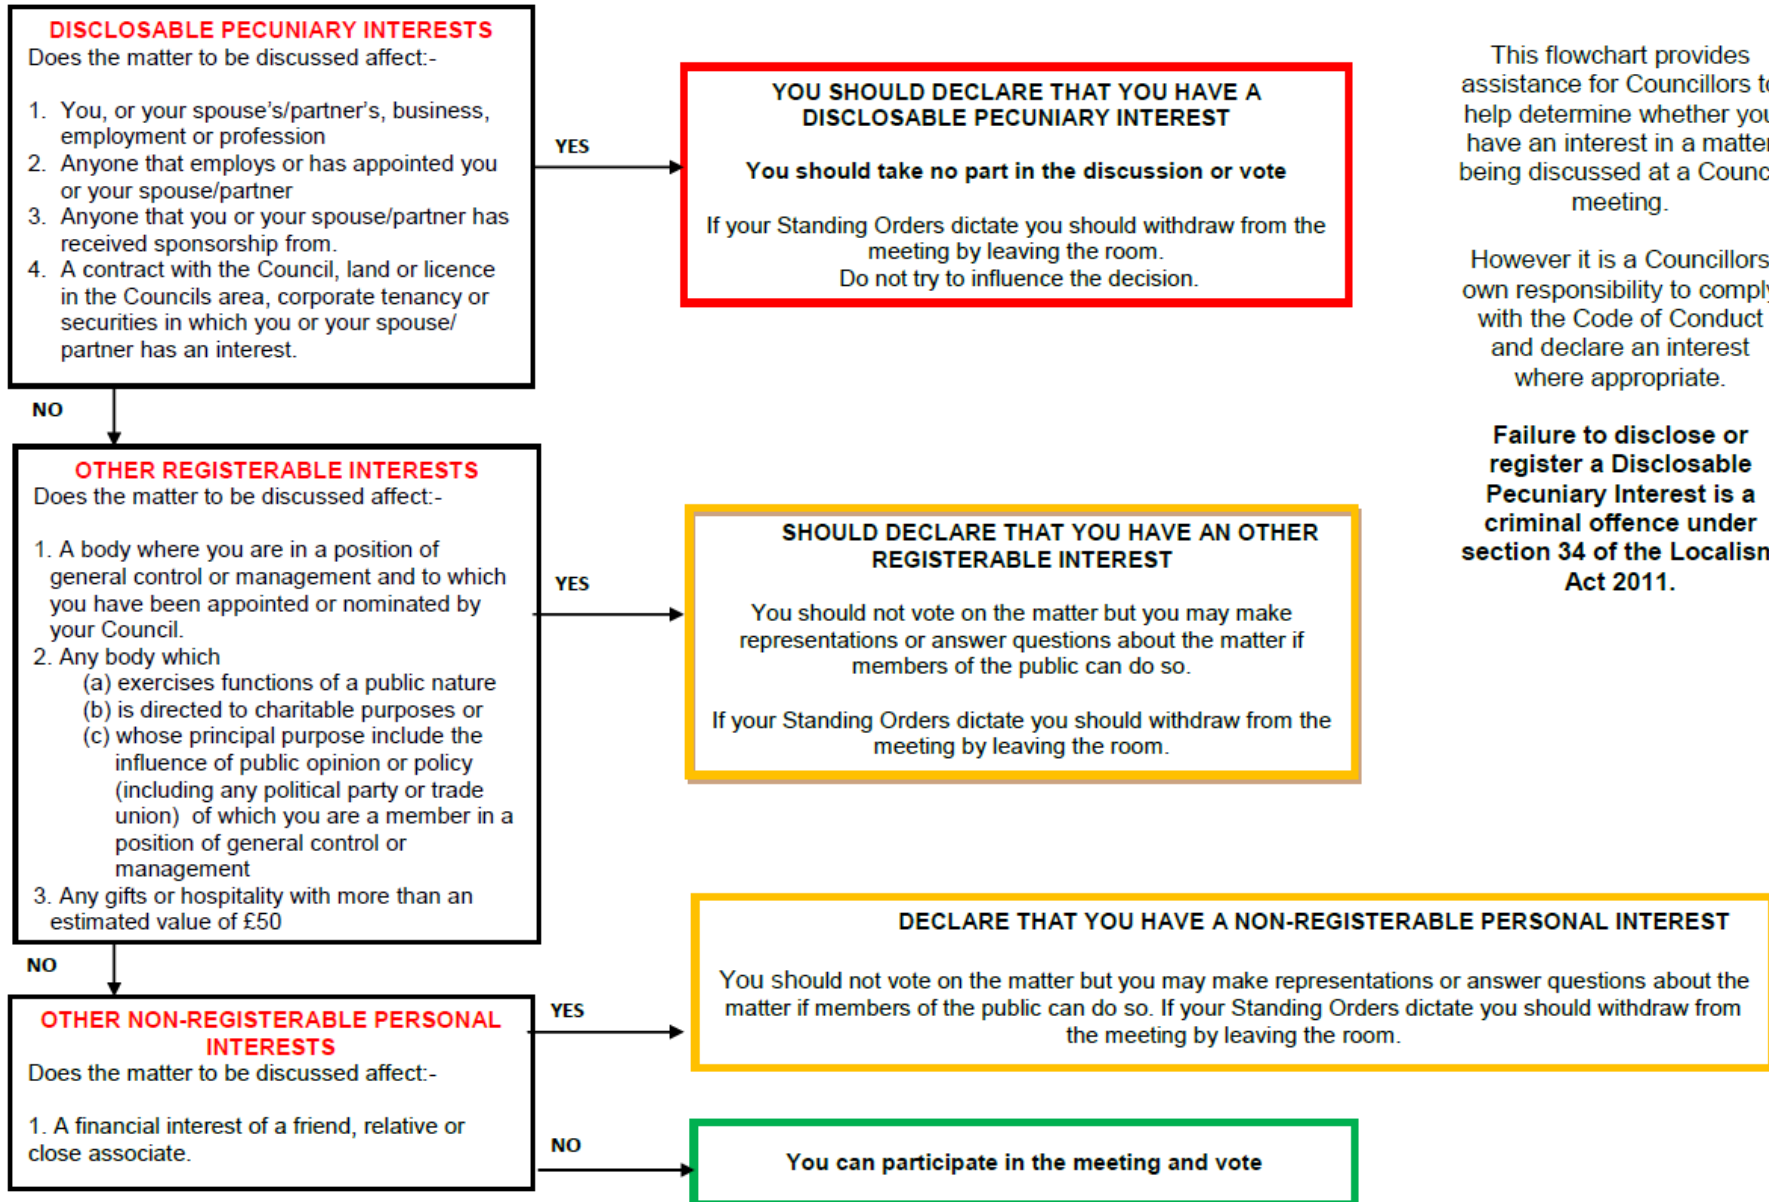 DISCLOSABLE PECUNIARY INTERESTS
Does the matter to be discussed affect:-
1. You, or your spouse's/partner's, business,
employment or profession
2. Anyone that employs or has appointed you
or your spouse/partner
3. Anyone that you or your spouse/partner has
received sponsorship from.
4. A contract with the Council, land or licence
in the Councils area, corporate tenancy or
securities in which you or your spouse/
partner has an interest.
YES
YOU SHOULD DECLARE THAT YOU HAVE A
DISCLOSABLE PECUNIARY INTEREST
You should take no part in the discussion or vote
If your Standing Orders dictate you should withdraw from the
meeting by leaving the room.
Do not try to influence the decision.
This flowchart provides
assistance for Councillors to
help determine whether you
have an interest in a matter
being discussed at a Counc
meeting.
However it is a Councillors
own responsibility to comply
with the Code of Conduct
and declare an interest
where appropriate.
Failure to disclose or
register a Disclosable
Pecuniary Interest is a
criminal offence under
section 34 of the Localism
Act 2011.
NO
OTHER REGISTERABLE INTERESTS
Does the matter to be discussed affect:-
1. A body where you are in a position of
general control or management and to which
you have been appointed or nominated by
your Council.
2. Any body which
(a) exercises functions of a public nature
(b) is directed to charitable purposes or
(c) whose principal purpose include the
influence of public opinion or policy
(including any political party or trade
union) of which you are a member in a
position of general control or
management
3. Any gifts or hospitality with more than an
estimated value of £50
YES
SHOULD DECLARE THAT YOU HAVE AN OTHER
REGISTERABLE INTEREST
You should not vote on the matter but you may make
representations or answer questions about the matter if
members of the public can do so.
If your Standing Orders dictate you should withdraw from the
meeting by leaving the room.
NO
OTHER NON-REGISTERABLE PERSONAL
INTERESTS
Does the matter to be discussed affect:-
1. A financial interest of a friend, relative or
close associate.
YES
DECLARE THAT YOU HAVE A NON-REGISTERABLE PERSONAL INTEREST
You should not vote on the matter but you may make representations or answer questions about the
matter if members of the public can do so. If your Standing Orders dictate you should withdraw from
the meeting by leaving the room.
NO
You can participate in the meeting and vote